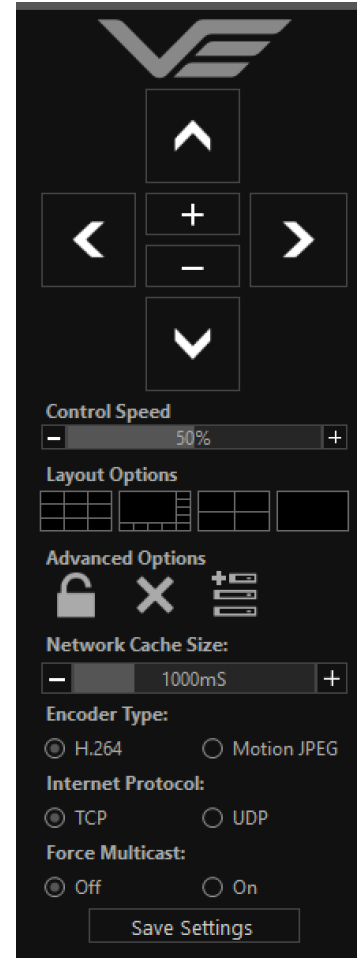 VE
+
−
Control Speed
− 50% +
Layout Options
Advanced Options
Network Cache Size:
− 1000mS +
Encoder Type:
H.264 Motion JPEG
Internet Protocol:
TCP UDP
Force Multicast:
Off On
Save Settings